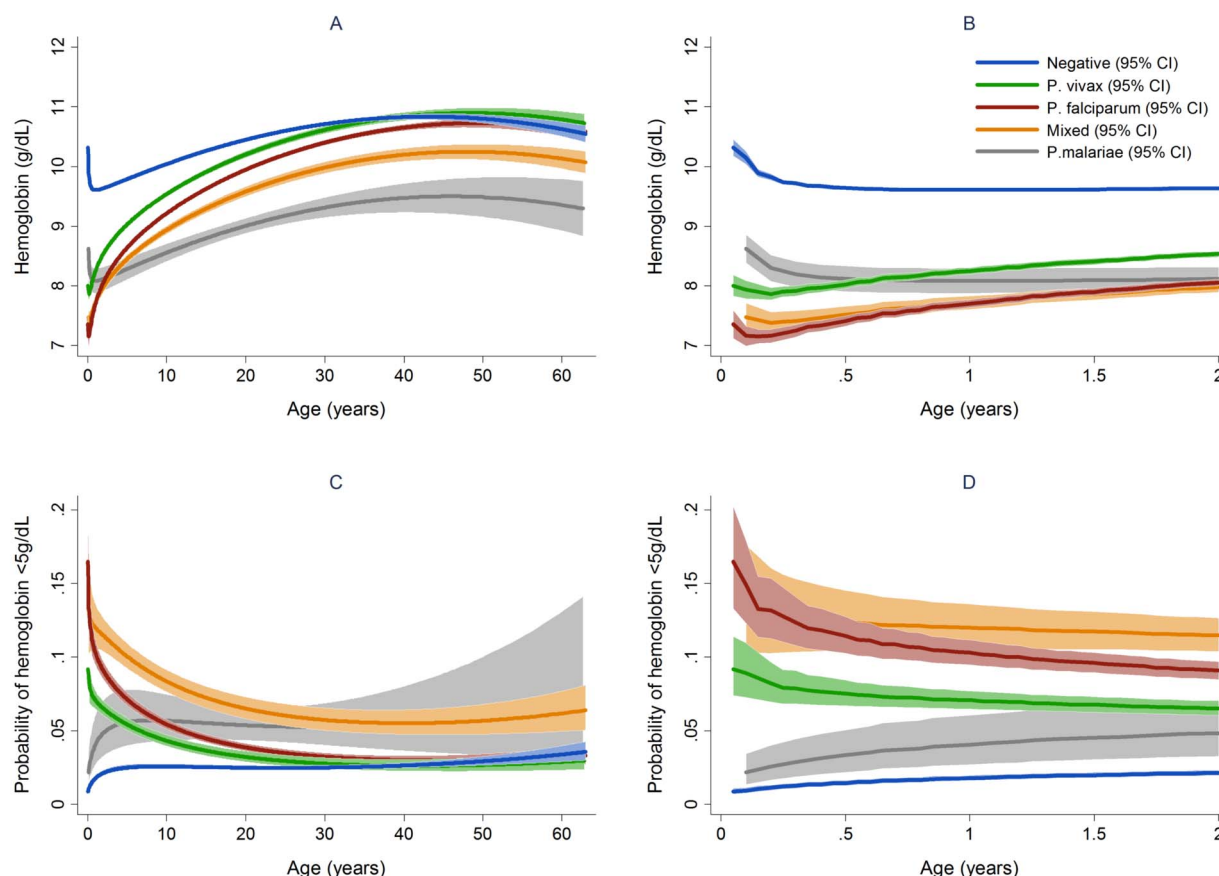 A
Hemoglobin (g/dL)
12
11
10
9
8
7
0 10 20 30 40 50 60
Age (years)
B
Hemoglobin (g/dL)
12
11
10
9
8
7
Negative (95% CI)
P. vivax (95% CI)
P. falciparum (95% CI)
Mixed (95% CI)
P.malariae (95% CI)
0 .5 1 1.5 2
Age (years)
C
Probability of hemoglobin <5g/dL
.2
.15
.1
.05
0
0 10 20 30 40 50 60
Age (years)
D
Probability of hemoglobin <5g/dL
.2
.15
.1
.05
0
0 .5 1 1.5 2
Age (years)